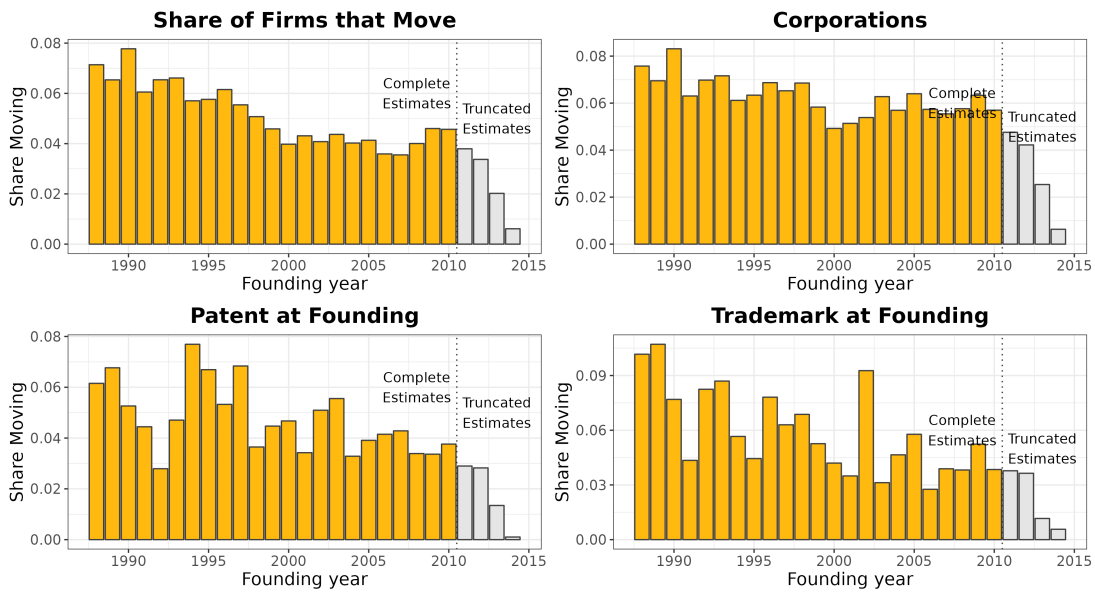 Share of Firms that Move
Share Moving
0.08
0.06
0.04
0.02
0.00
Complete
Estimates
Truncated
Estimates
1990 1995 2000 2005 2010 2015
Founding year
Corporations
Share Moving
0.08
0.06
0.04
0.02
0.00
Complete
Estimates
Truncated
Estimates
1990 1995 2000 2005 2010 2015
Founding year
Patent at Founding
Share Moving
0.08
0.06
0.04
0.02
0.00
Complete
Estimates
Truncated
Estimates
1990 1995 2000 2005 2010 2015
Founding year
Trademark at Founding
Share Moving
0.09
0.06
0.03
0.00
Complete
Estimates
Truncated
Estimates
1990 1995 2000 2005 2010 2015
Founding year